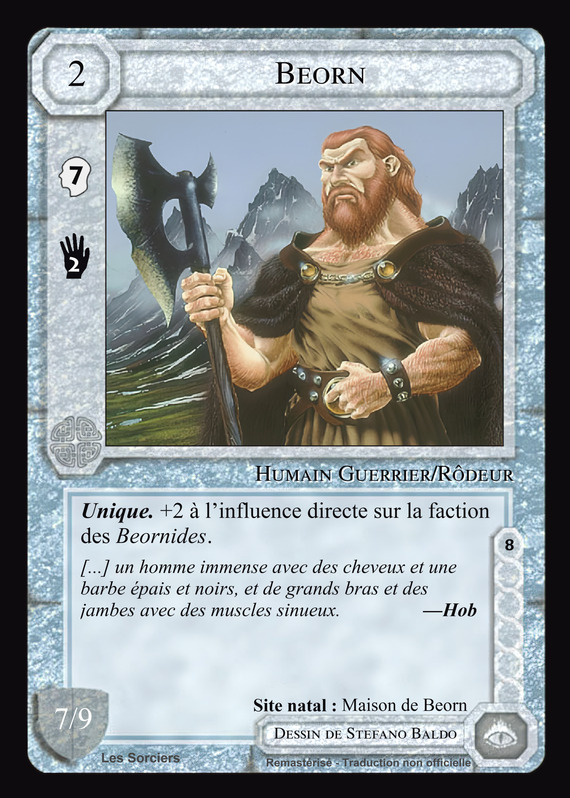 2
BEORN
7
2
HUMAIN GUERRIER/RÔDEUR
Unique. +2 à l'influence directe sur la faction
des Beornides.
8
[...] un homme immense avec des cheveux et une
barbe épais et noirs, et de grands bras et des
jambes avec des muscles sinueux. —Hob
Site natal : Maison de Beorn
7/9
DESSIN DE STEFANO BALDO
Les Sorciers
Remastérisé - Traduction non officielle